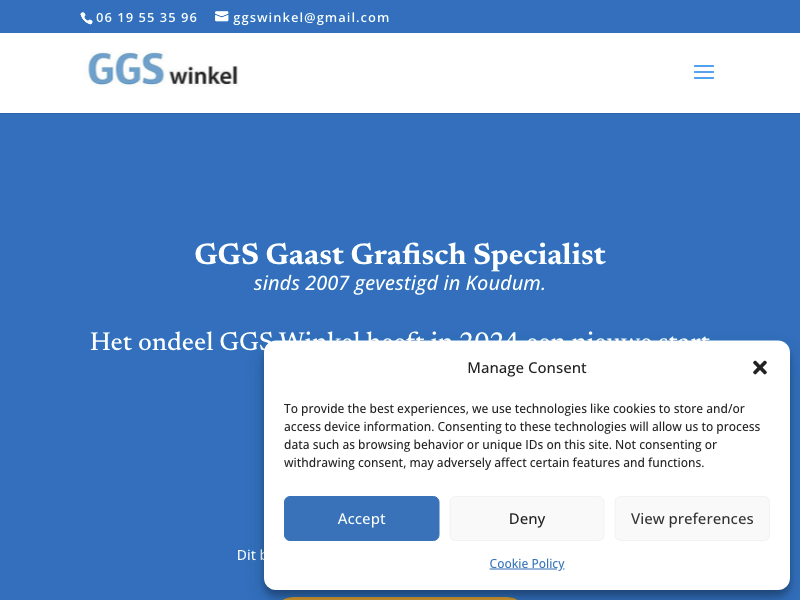 06 19 55 35 96 ggswinkel@gmail.com
GGS winkel
GGS Gaast Grafisch Specialist
sinds 2007 gevestigd in Koudum.
Het ondeel GGS Winkel heeft in 2024 een nieuwe start
Manage Consent
To provide the best experiences, we use technologies like cookies to store and/or
access device information. Consenting to these technologies will allow us to process
data such as browsing behavior or unique IDs on this site. Not consenting or
withdrawing consent, may adversely affect certain features and functions.
Accept Deny View preferences
Dit
Cookie Policy